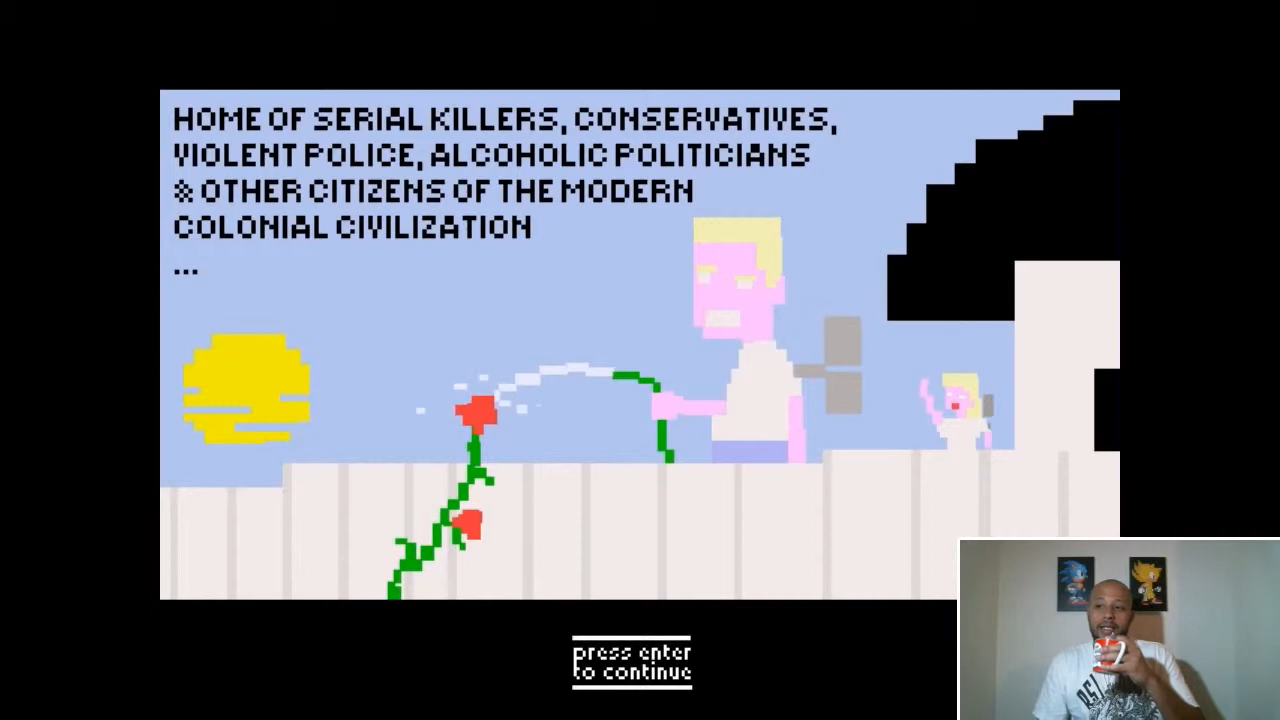 HOME OF SERIAL KILLERS, CONSERVATIVES,
VIOLENT POLICE, ALCOHOLIC POLITICIANS
& OTHER CITIZENS OF THE MODERN
COLONIAL CIVILIZATION
...
press enter
to continue